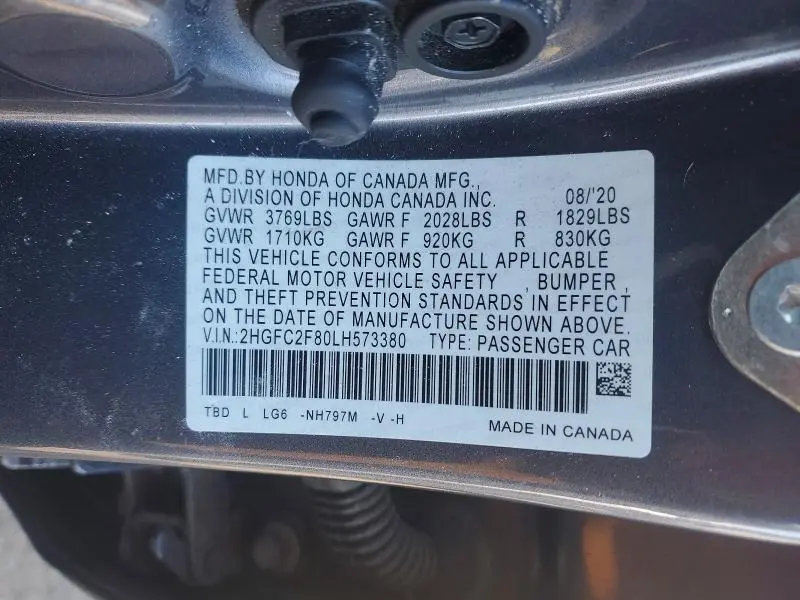 MFD.BY HONDA OF CANADA MFG.,
A DIVISION OF HONDA CANADA INC. 08/'20
GVWR 3769LBS GAWR F 2028LBS R 1829LBS
GVWR 1710KG GAWR F 920KG R 830KG
THIS VEHICLE CONFORMS TO ALL APPLICABLE
FEDERAL MOTOR VEHICLE SAFETY , BUMPER ,
AND THEFT PREVENTION STANDARDS IN EFFECT
ON THE DATE OF MANUFACTURE SHOWN ABOVE.
V.I.N.:2HGFC2F80LH573380 TYPE: PASSENGER CAR
TBD L LG6 -NH797M -V -H
MADE IN CANADA